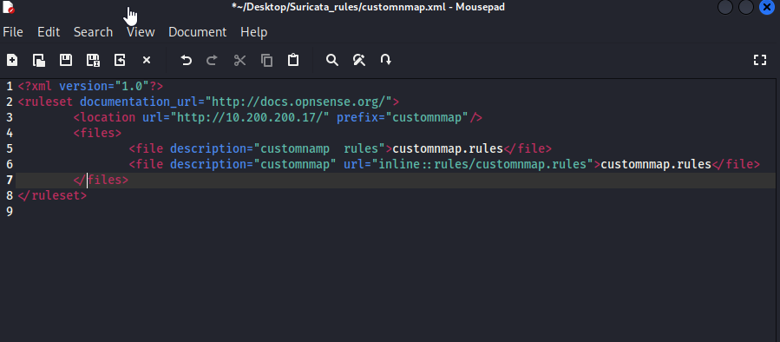 *~/Desktop/Suricata_rules/customnmap.xml - Mousepad
File Edit Search View Document Help
1 <?xml version="1.0"?>
2 <ruleset documentation_url="http://docs.opnsense.org/">
3 <location url="http://10.200.200.17/" prefix="customnmap"/>
4 <files>
5 <file description="customnamp rules">customnmap.rules</file>
6 <file description="customnmap" url="inline::rules/customnmap.rules">customnmap.rules</file>
7 </files>
8 </ruleset>
9